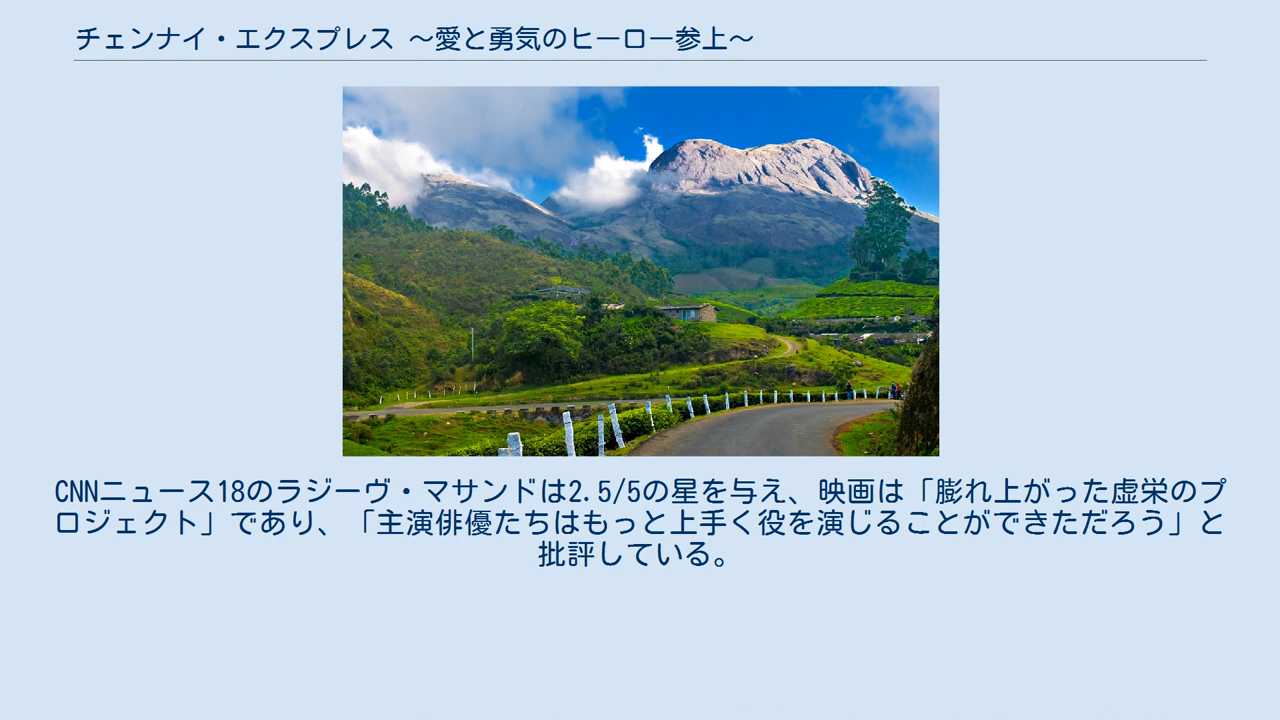 チェンナイ・エクスプレス ～愛と勇気のヒーロー参上～
CNNニュース18のラジーヴ・マサンドは2.5/5の星を与え、映画は「膨れ上がった虚栄のプ
ロジェクト」であり、「主演俳優たちはもっと上手く役を演じることができただろう」と
批評している。